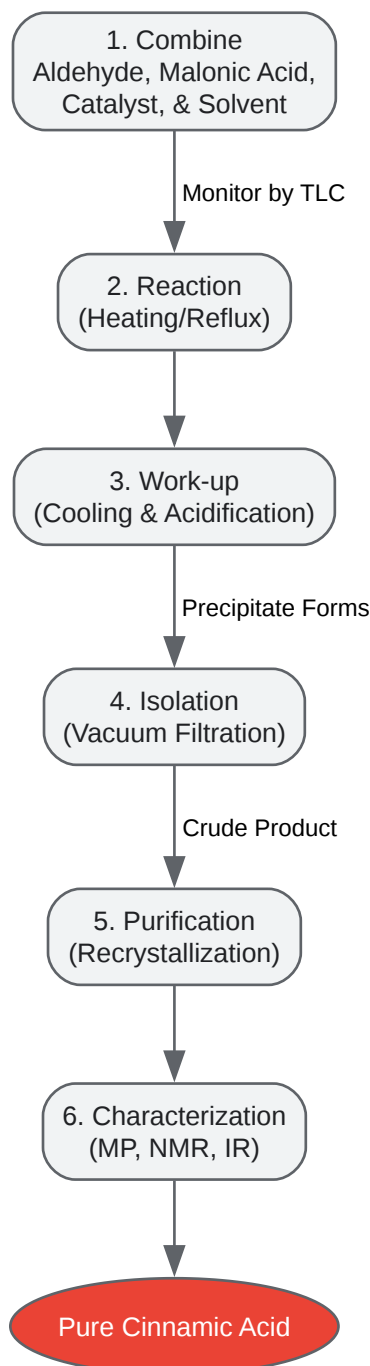 1. Combine
Aldehyde, Malonic Acid,
Catalyst, & Solvent
Monitor by TLC
2. Reaction
(Heating/Reflux)
3. Work-up
(Cooling & Acidification)
Precipitate Forms
4. Isolation
(Vacuum Filtration)
Crude Product
5. Purification
(Recrystallization)
6. Characterization
(MP, NMR, IR)
Pure Cinnamic Acid